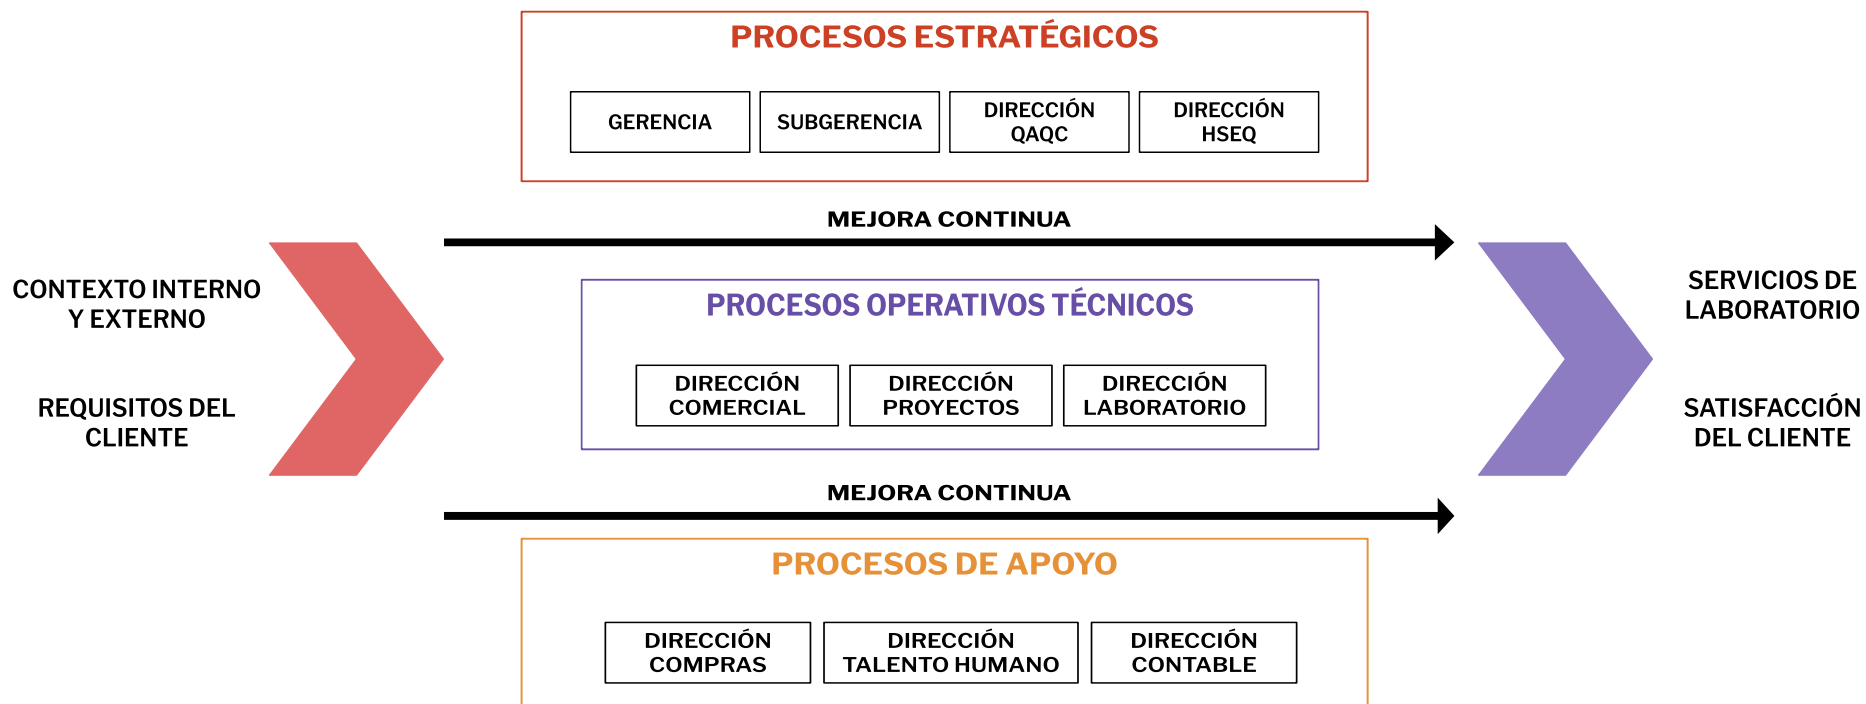 PROCESOS ESTRATÉGICOS
GERENCIA
SUBGERENCIA
DIRECCIÓN
QAQC
DIRECCIÓN
HSEQ
MEJORA CONTINUA
CONTEXTO INTERNO
Y EXTERNO
REQUISITOS DEL
CLIENTE
PROCESOS OPERATIVOS TÉCNICOS
DIRECCIÓN
COMERCIAL
DIRECCIÓN
PROYECTOS
DIRECCIÓN
LABORATORIO
SERVICIOS DE
LABORATORIO
SATISFACCIÓN
DEL CLIENTE
MEJORA CONTINUA
PROCESOS DE APOYO
DIRECCIÓN
COMPRAS
DIRECCIÓN
TALENTO HUMANO
DIRECCIÓN
CONTABLE